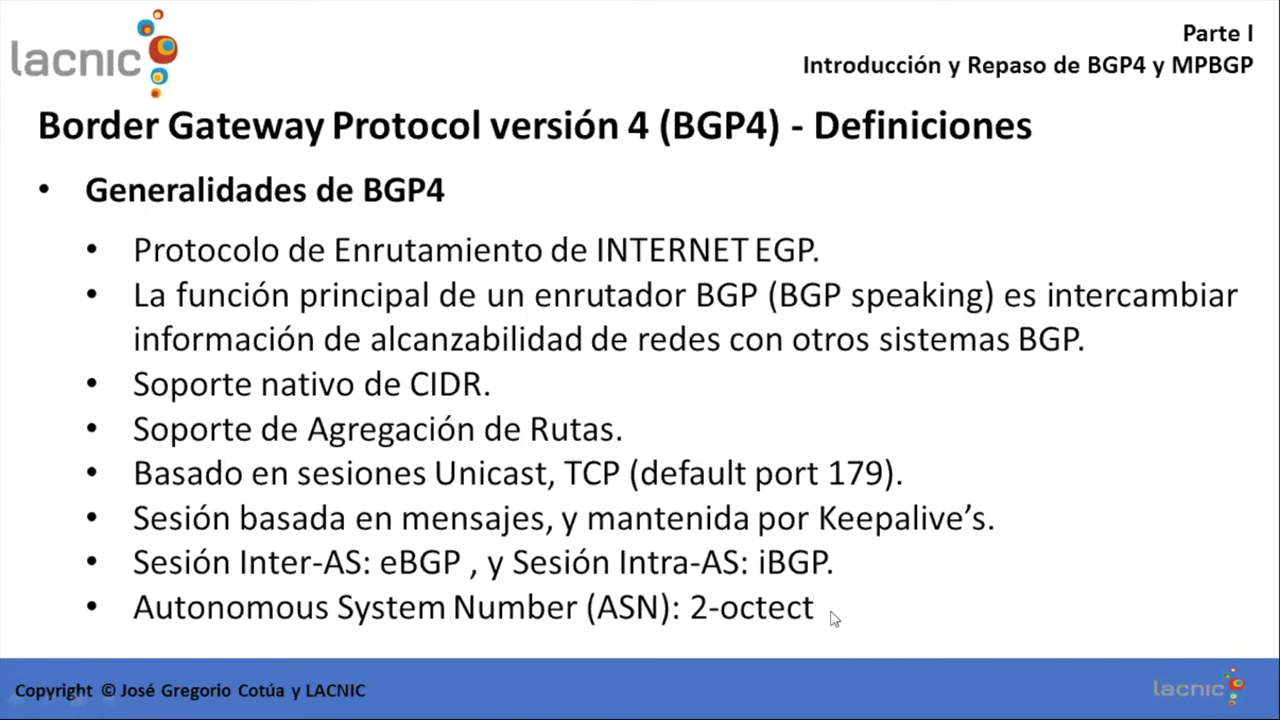 lacnic
Parte I
Introducción y Repaso de BGP4 y MPBGP
Border Gateway Protocol versión 4 (BGP4) - Definiciones
• Generalidades de BGP4
• Protocolo de Enrutamiento de INTERNET EGP.
• La función principal de un enrutador BGP (BGP speaking) es intercambiar
información de alcanzabilidad de redes con otros sistemas BGP.
• Soporte nativo de CIDR.
• Soporte de Agregación de Rutas.
• Basado en sesiones Unicast, TCP (default port 179).
• Sesión basada en mensajes, y mantenida por Keepalive’s.
• Sesión Inter-AS: eBGP , y Sesión Intra-AS: iBGP.
• Autonomous System Number (ASN): 2-octect
Copyright © José Gregorio Cotúa y LACNIC
lacnic